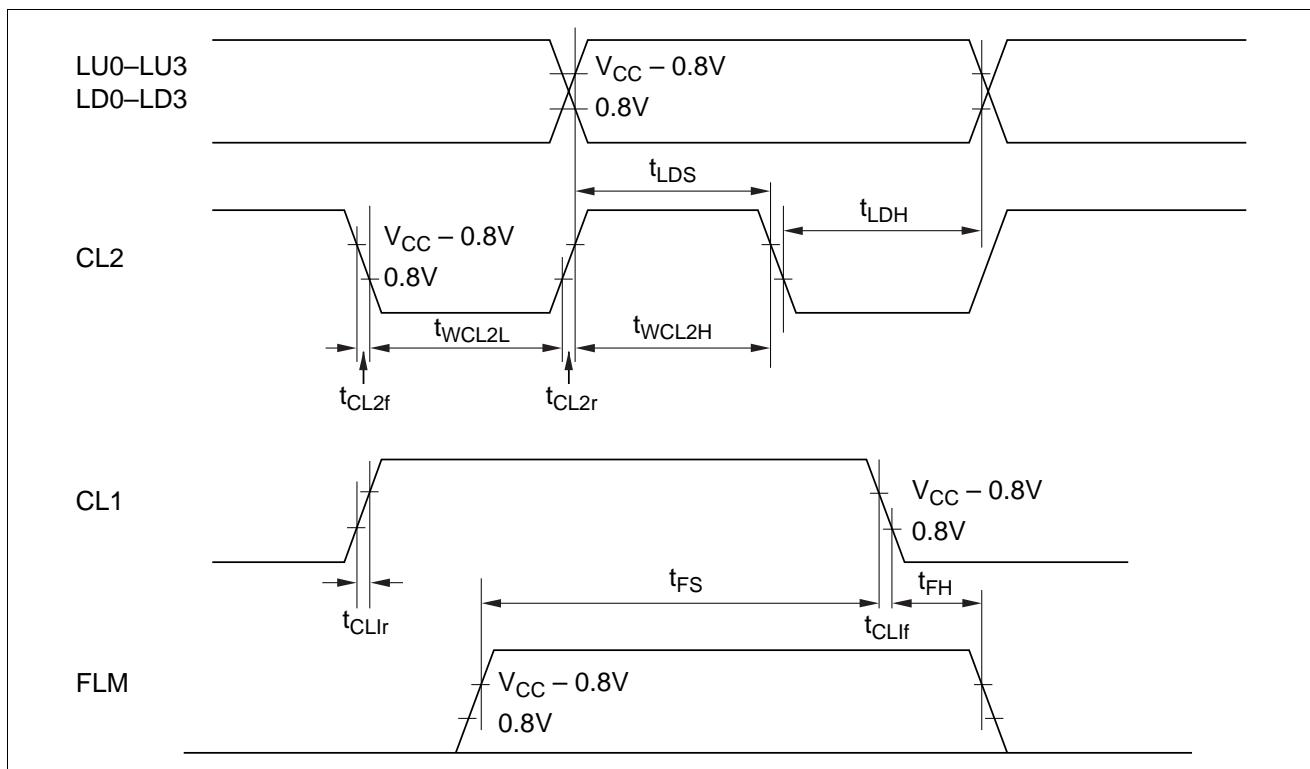 LU0–LU3
LD0–LD3
V_CC – 0.8V
0.8V
t_LDS
t_LDH
CL2
V_CC – 0.8V
0.8V
t_WCL2L
t_WCL2H
t_CL2f
t_CL2r
CL1
V_CC – 0.8V
0.8V
t_FS
t_FH
t_CLIr
t_CLIf
FLM
V_CC – 0.8V
0.8V